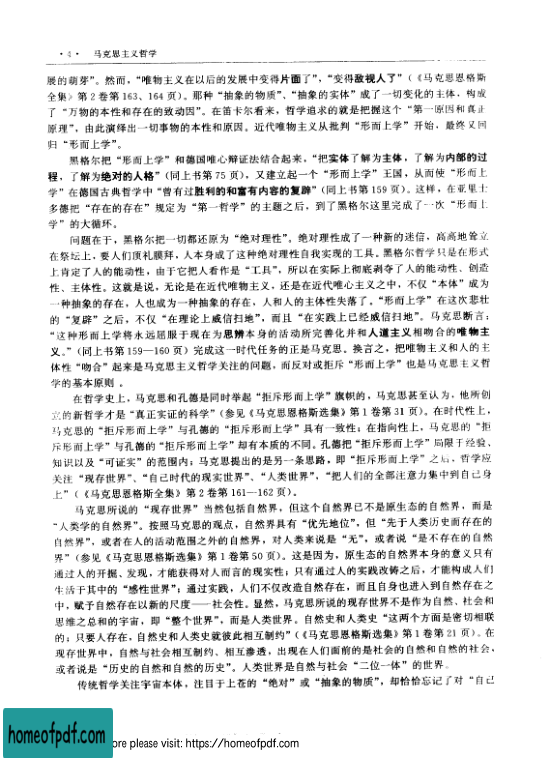 · 4 · 马克思主义哲学
展的萌芽”。然而，“唯物主义在以后的发展中变得片面了”，“变得敌视人了”（《马克思恩格斯
全集》第 2 卷第 163、164 页）。那种“抽象的物质”、“抽象的实体”成了一切变化的主体，构成
了“万物的本性和存在的致动因”。在笛卡尔看来，哲学追求的就是把握这个“第一原因和真正
原理”，由此演绎出一切事物的本性和原因。近代唯物主义从批判“形而上学”开始，最终又回
归“形而上学”。
黑格尔把“形而上学”和德国唯心辩证法结合起来，“把实体了解为主体，了解为内部的过
程，了解为绝对的人格”（同上书第 75 页），又建立起一个“形而上学”王国，从而使“形而上
学”在德国古典哲学中“曾有过胜利的和富有内容的复辟”（同上书第 159 页）。这样，在亚里士
多德把“存在的存在”规定为“第一哲学”的主题之后，到了黑格尔这里完成了一次“形而上
学”的大循环。
问题在于，黑格尔把一切都还原为“绝对理性”。绝对理性成了一种新的迷信，高高地耸立
在祭坛上，要人们顶礼膜拜，人本身成了这种绝对理性自我实现的工具。黑格尔哲学只是在形式
上肯定了人的能动性，由于它把人看作是“工具”，所以在实际上彻底剥夺了人的能动性、创造
性、主体性。这就是说，无论是在近代唯物主义，还是在近代唯心主义之中，不仅“本体”成为
一种抽象的存在，人也成为一种抽象的存在，人和人的主体性失落了。“形而上学”在这次悲壮
的“复辟”之后，不仅“在理论上威信扫地”，而且“在实践上已经威信扫地”。马克思断言：
“这种形而上学将永远屈服于现在为思辨本身的活动所完善化并和人道主义相吻合的唯物主
义。”（同上书第 159—160 页）完成这一时代任务的正是马克思。换言之，把唯物主义和人的主
体性“吻合”起来是马克思主义哲学关注的问题，而反对或拒斥“形而上学”也是马克思主义哲
学的基本原则 。
在哲学史上，马克思和孔德是同时举起“拒斥形而上学”旗帜的，马克思甚至认为，他所创
立的新哲学才是“真正实证的科学”（参见《马克思恩格斯选集》第 1 卷第 31 页）。在时代性上，
马克思的“拒斥形而上学”与孔德的“拒斥形而上学”具有一致性；在指向性上，马克思的“拒
斥形而上学”与孔德的“拒斥形而上学”却有本质的不同。孔德把“拒斥形而上学”局限于经验、
知识以及“可证实”的范围内；马克思提出的是另一条思路，即“拒斥形而上学”之后，哲学应
关注“现存世界”、“自己时代的现实世界”、“人类世界”，“把人们的全部注意力集中到自己身
上”（《马克思恩格斯全集》第 2 卷第 161—162 页）。
马克思所说的“现存世界”当然包括自然界，但这个自然界已不是原生态的自然界，而是
“人类学的自然界”。按照马克思的观点，自然界具有“优先地位”，但“先于人类历史而存在的
自然界”，或者在人的活动范围之外的自然界，对人类来说是“无”，或者说“是不存在的自然
界”（参见《马克思恩格斯选集》第 1 卷第 50 页）。这是因为，原生态的自然界本身的意义只有
通过人的开掘、发现，才能获得对人而言的现实性；只有通过人的实践改铸之后，才能构成人们
生活于其中的“感性世界”；通过实践，人们不仅改造自然存在，而且自身也进入到自然存在之
中，赋予自然存在以新的尺度——社会性。显然，马克思所说的现存世界不是作为自然、社会和
思维之总和的宇宙，即“整个世界”，而是人类世界。自然史和人类史“这两个方面是密切相联
的；只要人存在，自然史和人类史就彼此相互制约”（《马克思恩格斯选集》第 1 卷第 21 页）。在
现存世界中，自然与社会相互制约、相互渗透，出现在人们面前的是社会的自然和自然的社会、
或者说是“历史的自然和自然的历史”。人类世界是自然与社会“二位一体”的世界。
传统哲学关注宇宙本体，注目于上苍的“绝对”或“抽象的物质”，却恰恰忘记了对“自己
homeofpdf.com
ore please visit: https://homeofpdf.com